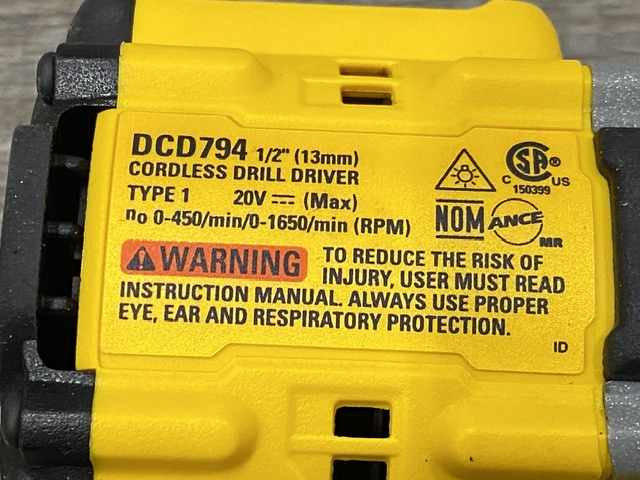 DCD794 1/2" (13mm)
CORDLESS DRILL DRIVER
TYPE 1 20V ⎓ (Max)
no 0-450/min/0-1650/min (RPM)
C SA ® US
150399
NOM ANCE
MR
⚠WARNING TO REDUCE THE RISK OF
INJURY, USER MUST READ
INSTRUCTION MANUAL. ALWAYS USE PROPER
EYE, EAR AND RESPIRATORY PROTECTION.
ID